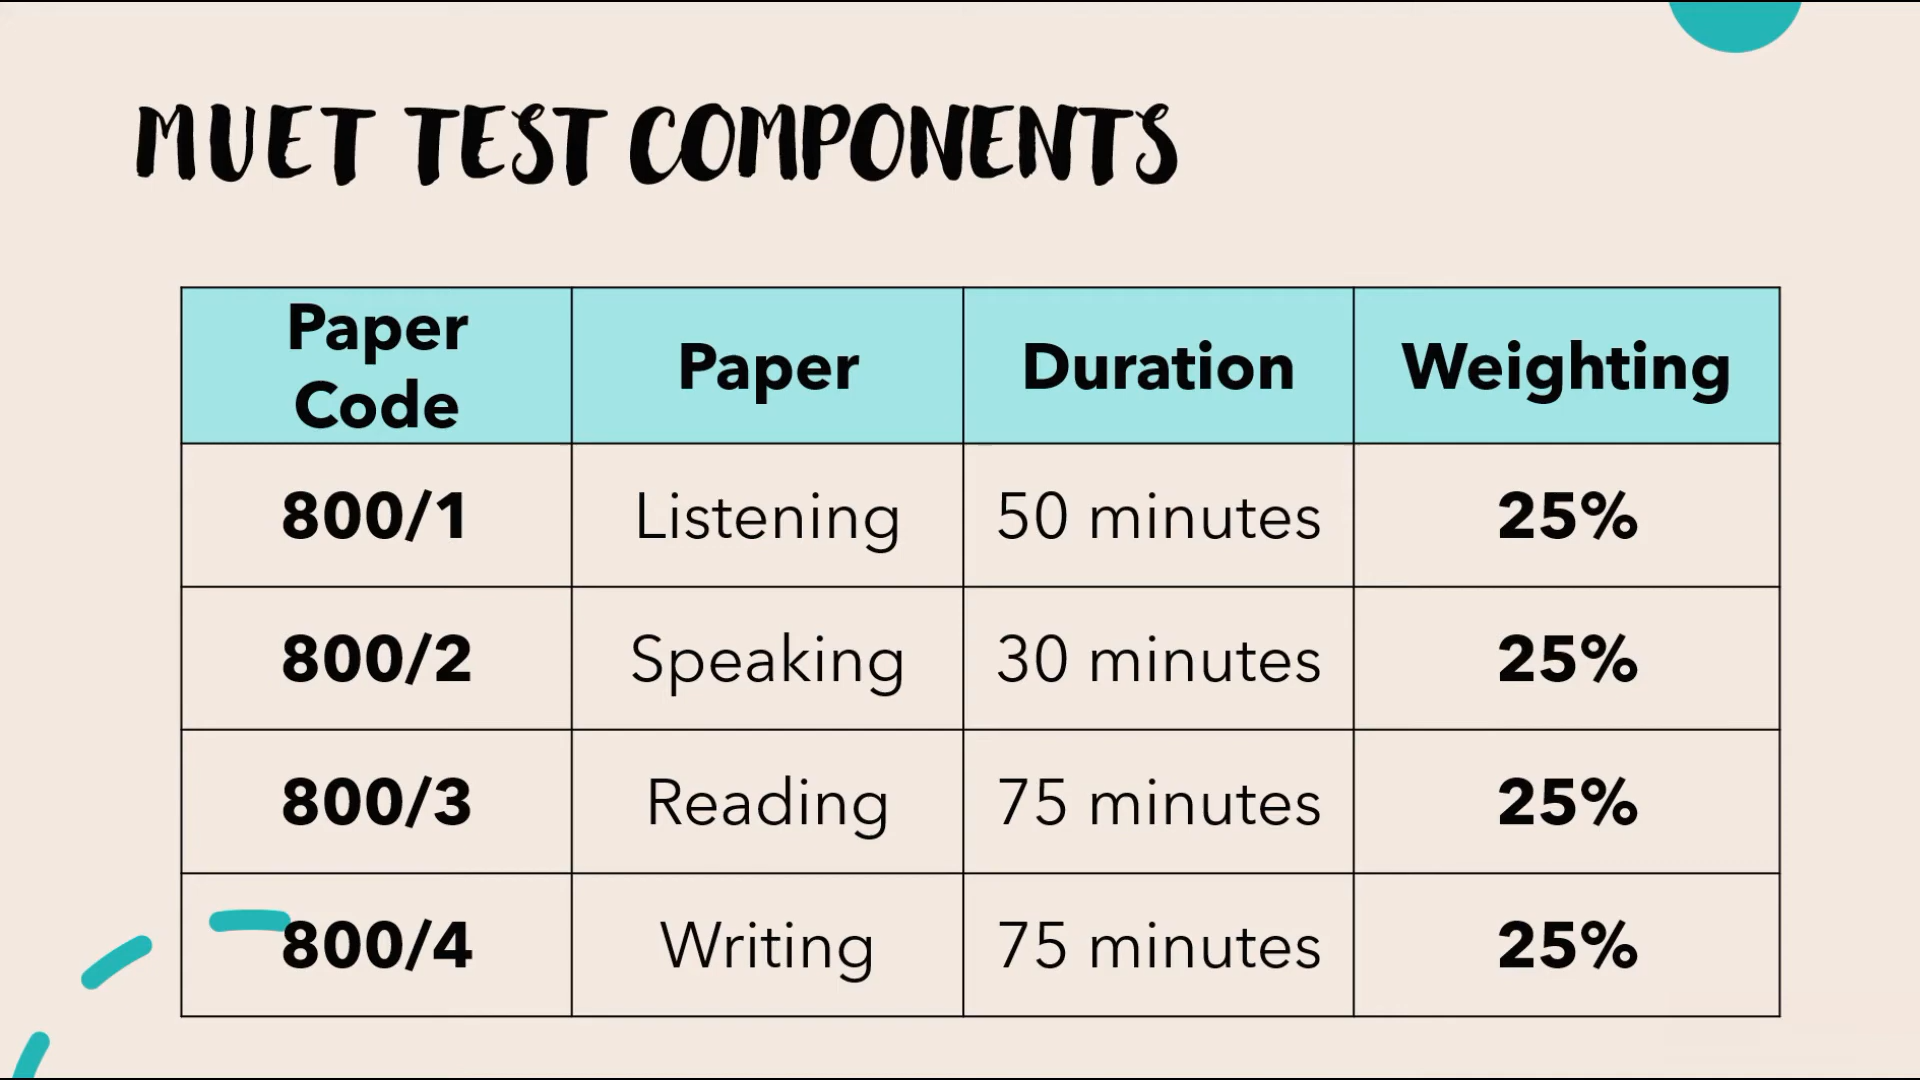 MUET TEST COMPONENTS
Paper Code Paper Duration Weighting
800/1 Listening 50 minutes 25%
800/2 Speaking 30 minutes 25%
800/3 Reading 75 minutes 25%
800/4 Writing 75 minutes 25%